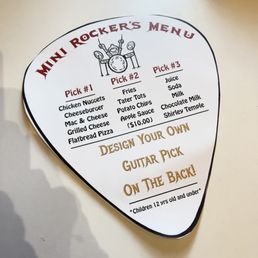 Mini Rocker's Menu
Pick #1
Chicken Nuggets
Cheeseburger
Mac & Cheese
Grilled Cheese
Flatbread Pizza
Pick #2
Fries
Tater Tots
Potato Chips
Apple Sauce
($10.00)
Pick #3
Juice
Soda
Milk
Chocolate Milk
Shirley Temple
Design Your Own
Guitar Pick
On The Back!
*Children 12 yrs old and under*